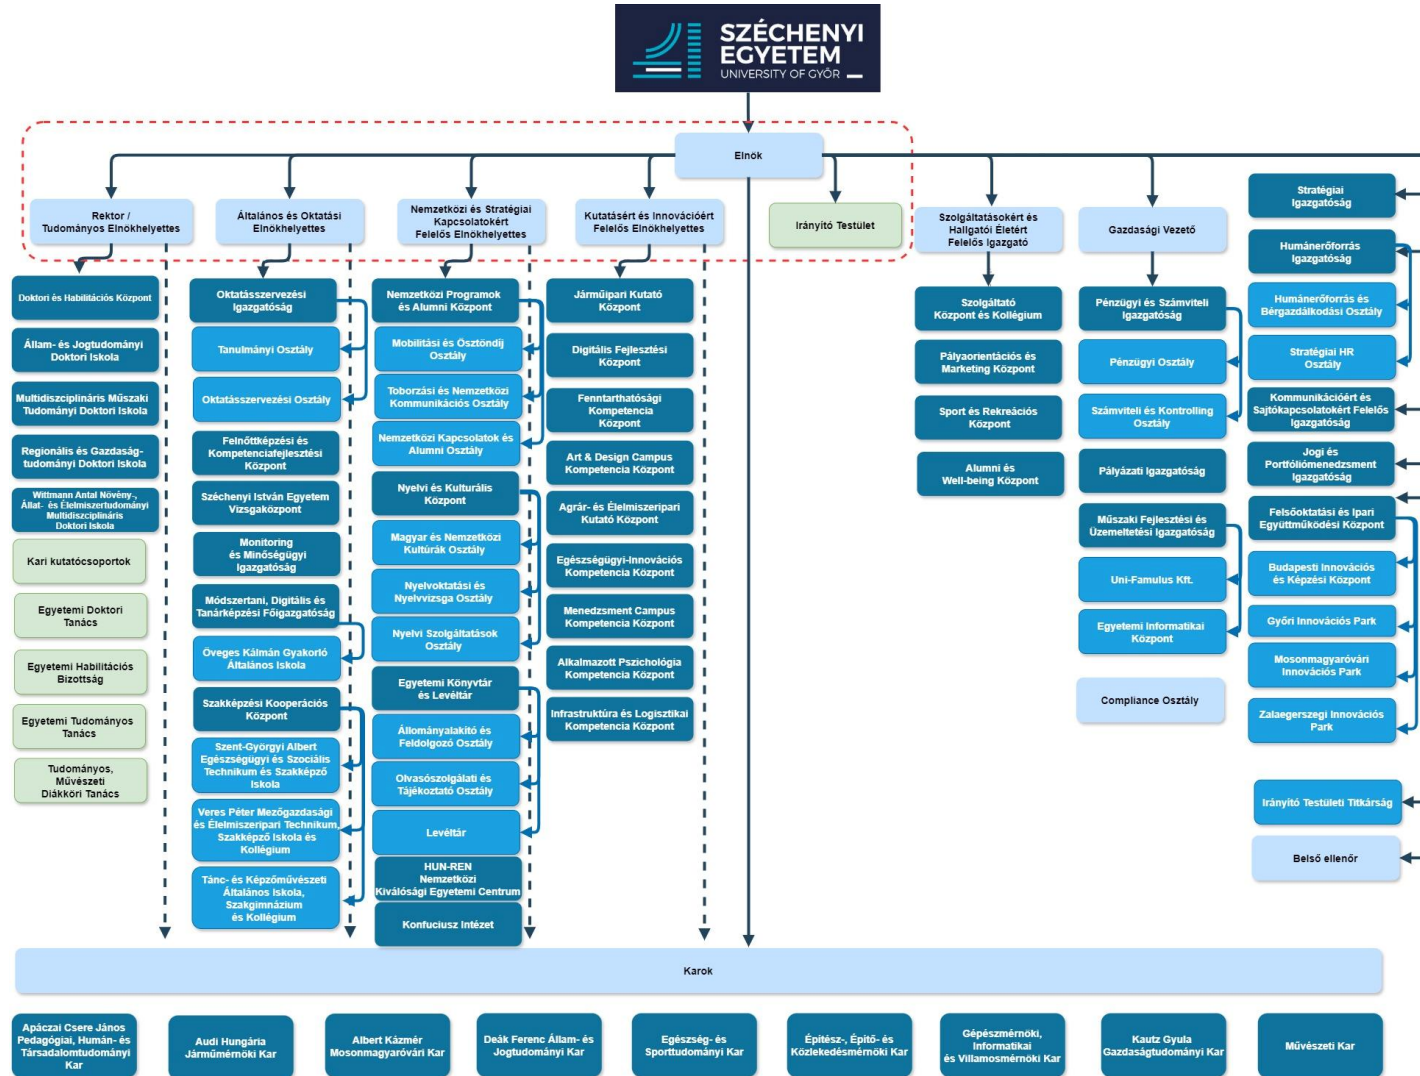 SZÉCHENYI
EGYETEM
UNIVERSITY OF GYŐR
Elnök
Rektor /
Tudományos Elnökhelyettes
Általános és Oktatási
Elnökhelyettes
Nemzetközi és Stratégiai
Kapcsolatokért
Felelős Elnökhelyettes
Kutatásért és Innovációért
Felelős Elnökhelyettes
Irányító Testület
Szolgáltatásokért és
Hallgatói Életért
Felelős Igazgató
Gazdasági Vezető
Doktori és Habilitációs Központ
Állam- és Jogtudományi
Doktori Iskola
Multidiszciplináris Műszaki
Tudományi Doktori Iskola
Regionális és Gazdaság-
tudományi Doktori Iskola
Wittmann Antal Növény-,
Állat- és Élelmiszertudományi
Multidiszciplináris
Doktori Iskola
Kari kutatócsoportok
Egyetemi Doktori
Tanács
Egyetemi Habilitációs
Bizottság
Egyetemi Tudományos
Tanács
Tudományos,
Művészeti
Diákköri Tanács
Oktatásszervezési
Igazgatóság
Tanulmányi Osztály
Oktatásszervezési Osztály
Felnőttképzési és
Kompetenciafejlesztési
Központ
Széchenyi István Egyetem
Vizsgaközpont
Monitoring
és Minőségügyi
Igazgatóság
Módszertani, Digitális és
Tanárképzési Főigazgatóság
Öveges Kálmán Gyakorló
Általános Iskola
Szakképzési Kooperációs
Központ
Szent-Györgyi Albert
Egészségügyi és Szociális
Technikum és Szakképző
Iskola
Veres Péter Mezőgazdasági
és Élelmiszeripari Technikum,
Szakképző Iskola és
Kollégium
Tánc- és Képzőművészeti
Általános Iskola,
Szakgimnázium
és Kollégium
Nemzetközi Programok
és Alumni Központ
Mobilitási és Ösztöndíj
Osztály
Toborzási és Nemzetközi
Kommunikációs Osztály
Nemzetközi Kapcsolatok és
Alumni Osztály
Nyelvi és Kulturális
Központ
Magyar és Nemzetközi
Kultúrák Osztály
Nyelvoktatási és
Nyelvvizsga Osztály
Nyelvi Szolgáltatások
Osztály
Egyetemi Könyvtár
és Levéltár
Állományalakító és
Feldolgozó Osztály
Olvasószolgálati és
Tájékoztató Osztály
Levéltár
HUN-REN
Nemzetközi
Kiválósági Egyetemi Centrum
Konfuciusz Intézet
Járműipari Kutató
Központ
Digitális Fejlesztési
Központ
Fenntarthatósági
Kompetencia
Központ
Art & Design Campus
Kompetencia Központ
Agrár- és Élelmiszeripari
Kutató Központ
Egészségügyi-Innovációs
Kompetencia Központ
Menedzsment Campus
Kompetencia Központ
Alkalmazott Pszichológia
Kompetencia Központ
Infrastruktúra és Logisztikai
Kompetencia Központ
Szolgáltató
Központ és Kollégium
Pályaorientációs és
Marketing Központ
Sport és Rekreációs
Központ
Alumni és
Well-being Központ
Pénzügyi és Számviteli
Igazgatóság
Pénzügyi Osztály
Számviteli és Kontrolling
Osztály
Pályázati Igazgatóság
Műszaki Fejlesztési és
Üzemeltetési Igazgatóság
Uni-Famulus Kft.
Egyetemi Informatikai
Központ
Compliance Osztály
Stratégiai
Igazgatóság
Humánerőforrás
Igazgatóság
Humánerőforrás és
Bérgazdálkodási Osztály
Stratégiai HR
Osztály
Kommunikációért és
Sajtókapcsolatokért Felelős
Igazgatóság
Jogi és
Portfóliómenedzsment
Igazgatóság
Felsőoktatási és Ipari
Együttműködési Központ
Budapesti Innovációs
és Képzési Központ
Győri Innovációs Park
Mosonmagyaróvári
Innovációs Park
Zalaegerszegi Innovációs
Park
Irányító Testületi Titkárság
Belső ellenőr
Karok
Apáczai Csere János
Pedagógiai, Humán- és
Társadalomtudományi
Kar
Audi Hungária
Járműmérnöki Kar
Albert Kázmér
Mosonmagyaróvári Kar
Deák Ferenc Állam- és
Jogtudományi Kar
Egészség- és
Sporttudományi Kar
Építész-, Építő- és
Közlekedésmérnöki Kar
Gépészmérnöki,
Informatikai
és Villamosmérnöki Kar
Kautz Gyula
Gazdaságtudományi Kar
Művészeti Kar